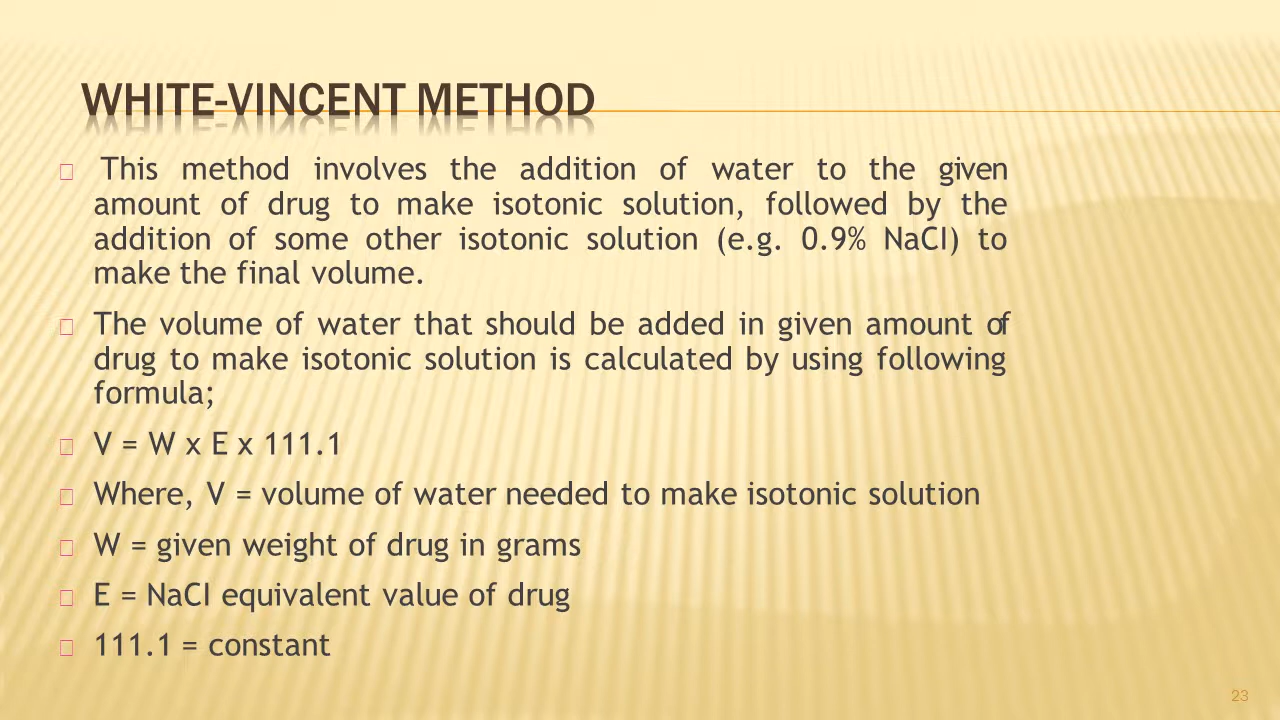 WHITE-VINCENT METHOD
This method involves the addition of water to the given
amount of drug to make isotonic solution, followed by the
addition of some other isotonic solution (e.g. 0.9% NaCI) to
make the final volume.
The volume of water that should be added in given amount of
drug to make isotonic solution is calculated by using following
formula;
V = W x E x 111.1
Where, V = volume of water needed to make isotonic solution
W = given weight of drug in grams
E = NaCI equivalent value of drug
111.1 = constant
23